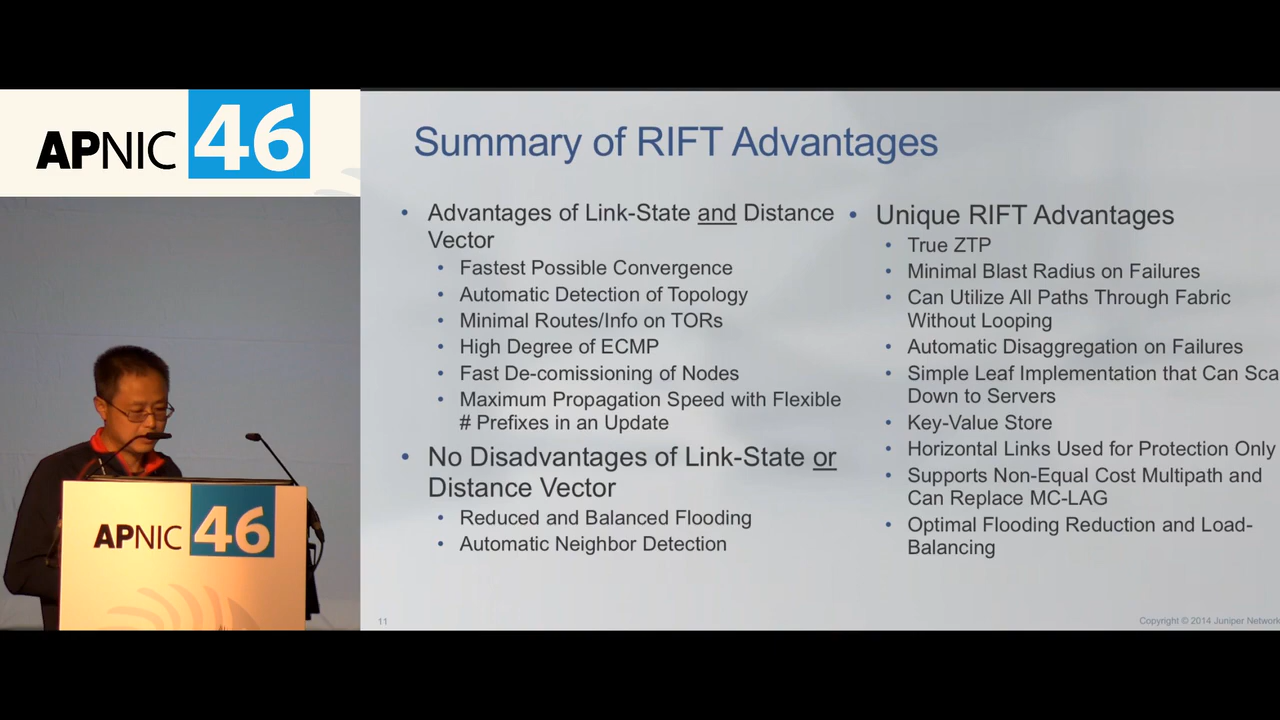 APNIC 46
Summary of RIFT Advantages
• Advantages of Link-State and Distance
Vector
• Fastest Possible Convergence
• Automatic Detection of Topology
• Minimal Routes/Info on TORs
• High Degree of ECMP
• Fast De-comissioning of Nodes
• Maximum Propagation Speed with Flexible
# Prefixes in an Update
• No Disadvantages of Link-State or
Distance Vector
• Reduced and Balanced Flooding
• Automatic Neighbor Detection
• Unique RIFT Advantages
• True ZTP
• Minimal Blast Radius on Failures
• Can Utilize All Paths Through Fabric
Without Looping
• Automatic Disaggregation on Failures
• Simple Leaf Implementation that Can Sca
Down to Servers
• Key-Value Store
• Horizontal Links Used for Protection Only
• Supports Non-Equal Cost Multipath and
Can Replace MC-LAG
• Optimal Flooding Reduction and Load-
Balancing
11
Copyright © 2014 Juniper Network
APNIC 46